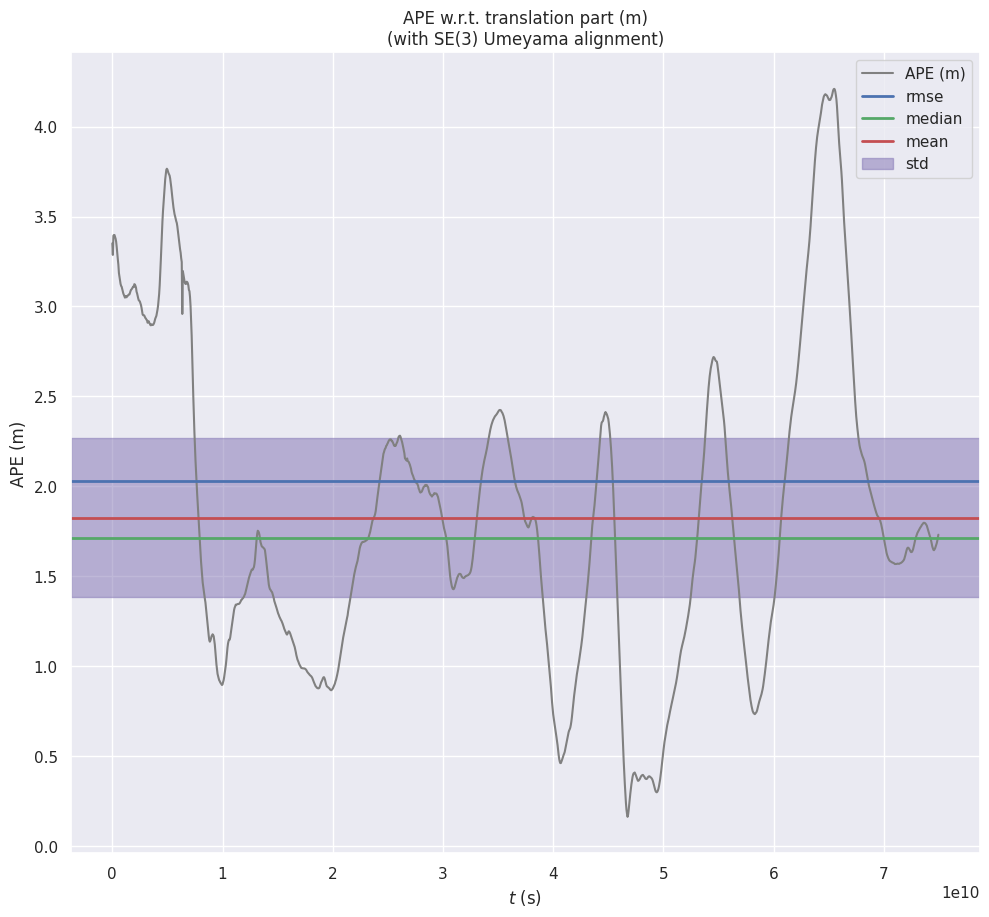 APE w.r.t. translation part (m)
(with SE(3) Umeyama alignment)
APE (m)
rmse
median
mean
std
APE (m)
4.0
3.5
3.0
2.5
2.0
1.5
1.0
0.5
0.0
0 1 2 3 4 5 6 7
1e10
t (s)